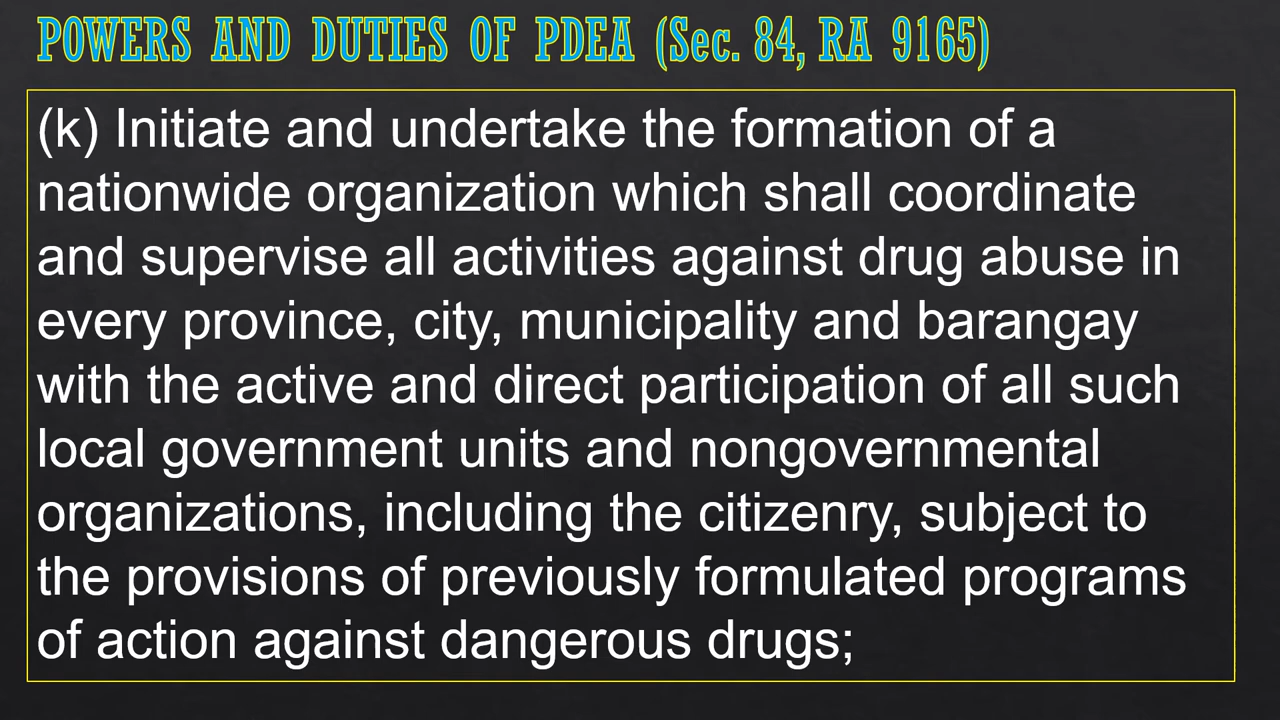 POWERS AND DUTIES OF PDEA (Sec. 84, RA 9165)
(k) Initiate and undertake the formation of a
nationwide organization which shall coordinate
and supervise all activities against drug abuse in
every province, city, municipality and barangay
with the active and direct participation of all such
local government units and nongovernmental
organizations, including the citizenry, subject to
the provisions of previously formulated programs
of action against dangerous drugs;